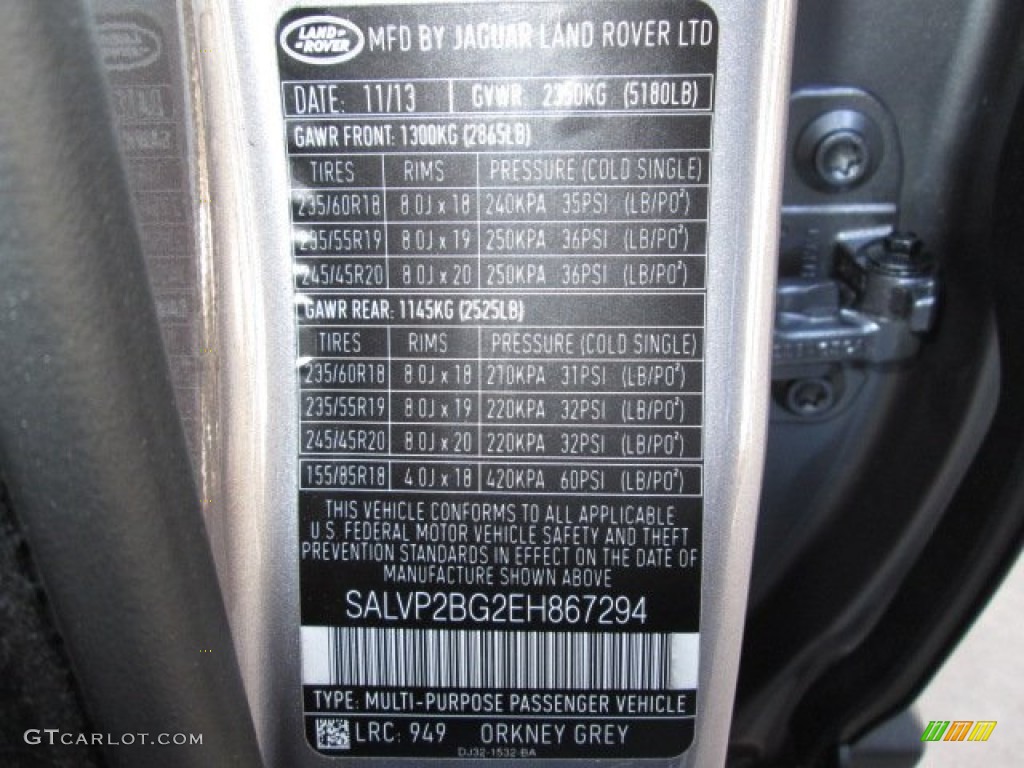 LAND ROVER MFD BY JAGUAR LAND ROVER LTD
DATE: 11/13 GVWR 2350KG (5180LB)
GAWR FRONT: 1300KG (2865LB)
TIRES RIMS PRESSURE (COLD SINGLE)
235/60R18 8.0J x 18 240KPA 35PSI (LB/PO²)
235/55R19 8.0J x 19 250KPA 36PSI (LB/PO²)
245/45R20 8.0J x 20 250KPA 36PSI (LB/PO²)
GAWR REAR: 1145KG (2525LB)
TIRES RIMS PRESSURE (COLD SINGLE)
235/60R18 8.0J x 18 210KPA 31PSI (LB/PO²)
235/55R19 8.0J x 19 220KPA 32PSI (LB/PO²)
245/45R20 8.0J x 20 220KPA 32PSI (LB/PO²)
155/85R18 4.0J x 18 420KPA 60PSI (LB/PO²)
THIS VEHICLE CONFORMS TO ALL APPLICABLE
U.S. FEDERAL MOTOR VEHICLE SAFETY AND THEFT
PREVENTION STANDARDS IN EFFECT ON THE DATE OF
MANUFACTURE SHOWN ABOVE
SALVP2BG2EH867294
TYPE: MULTI-PURPOSE PASSENGER VEHICLE
LRC: 949 ORKNEY GREY
DJ32-1532-BA
GTCARLOT.COM